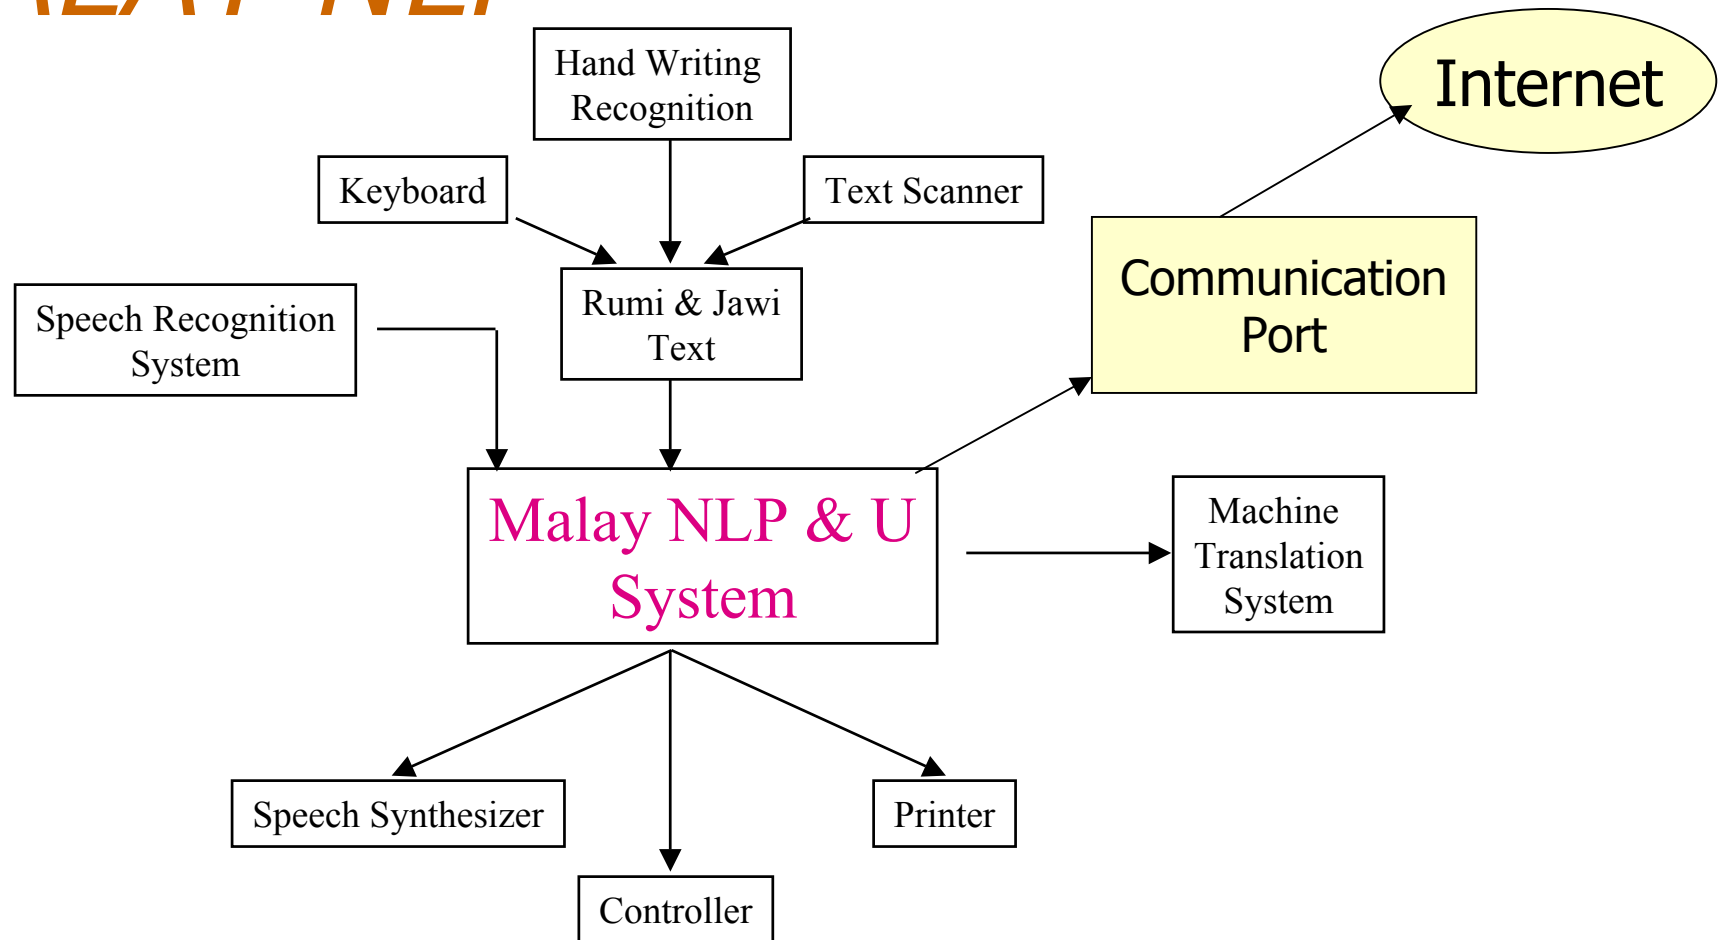 NLP
Hand Writing
Recognition
Internet
Keyboard
Text Scanner
Communication
Port
Speech Recognition
System
Rumi & Jawi
Text
Malay NLP & U
System
Machine
Translation
System
Speech Synthesizer
Printer
Controller